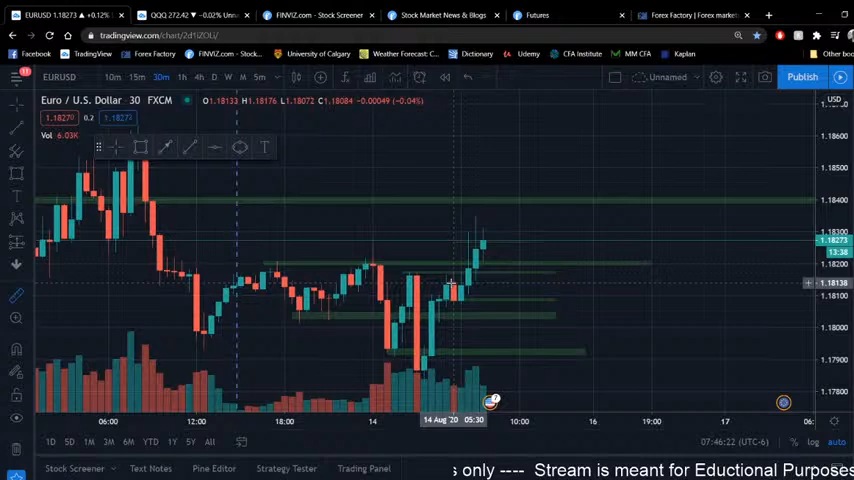 EURUSD 1.18273 ▲ +0.12%
QQQ 272.42 ▼ −0.02% Unna
FINVIZ.com - Stock Screener
Stock Market News & Blogs
Futures
Forex Factory | Forex market
tradingview.com/chart/2d1iZOLi/
Facebook
TradingView
Forex Factory
FINVIZ.com - Stock...
University of Calgary
Weather Forecast: C...
Dictionary
Udemy
CFA Institute
MM CFA
Kaplan
Other boo
11
EURUSD
10m 15m 30m 1h 4h D W M 5m
Unnamed
Publish
Euro / U.S. Dollar 30 FXCM
O1.18133 H1.18176 L1.18072 C1.18084 −0.00049 (−0.04%)
USD
1.18270 0.2 1.18272
Vol 6.03K
1.18600
1.18400
1.18300
1.18273
13:38
1.18200
1.18138
1.18100
1.18000
1.17900
1.17800
7
06:00 12:00 18:00 14 14 Aug '20 05:30 10:00 16 19:00 17 06:
1D 5D 1M 3M 6M YTD 1Y 5Y All
07:46:22 (UTC-6) % log auto
Stock Screener Text Notes Pine Editor Strategy Tester Trading Panel
s only ---- Stream is meant for Eductional Purposes